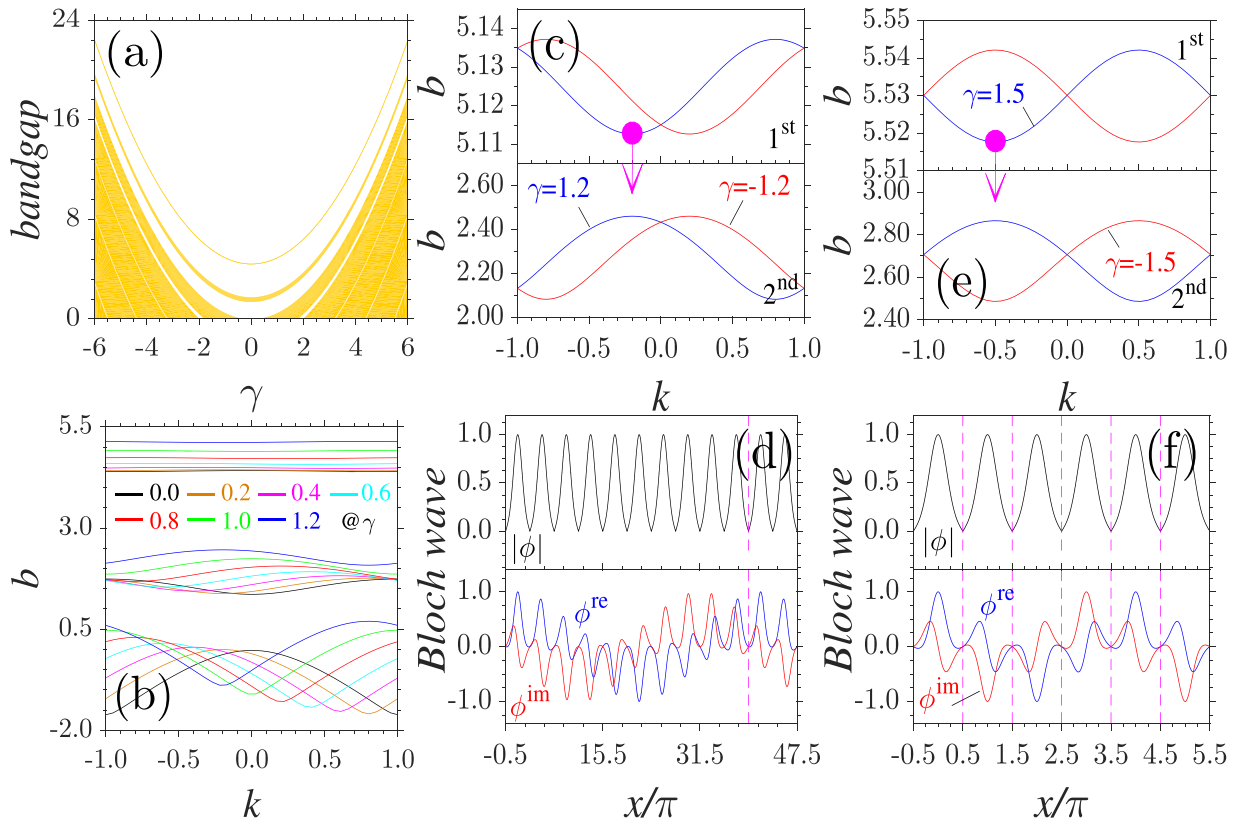 (a)
bandgap
24
16
8
0
-6 -4 -2 0 2 4 6
γ
(c)
b
5.14
5.13
5.12
5.11
1st
b
2.60
2.40
2.20
2.00
γ=1.2
γ=-1.2
2nd
-1.0 -0.5 0.0 0.5 1.0
k
(e)
b
5.55
5.54
5.53
5.52
5.51
1st
γ=1.5
b
3.00
2.80
2.60
2.40
γ=-1.5
2nd
-1.0 -0.5 0.0 0.5 1.0
k
(b)
b
5.5
3.0
0.5
-2.0
0.0 0.2 0.4 0.6
0.8 1.0 1.2 @γ
-1.0 -0.5 0.0 0.5 1.0
k
(d)
Bloch wave
1.0
0.5
0.0
|ϕ|
1.0
0.0
-1.0
ϕre
ϕim
-0.5 15.5 31.5 47.5
x/π
(f)
Bloch wave
1.0
0.5
0.0
|ϕ|
1.0
0.0
-1.0
ϕre
ϕim
-0.5 0.5 1.5 2.5 3.5 4.5 5.5
x/π